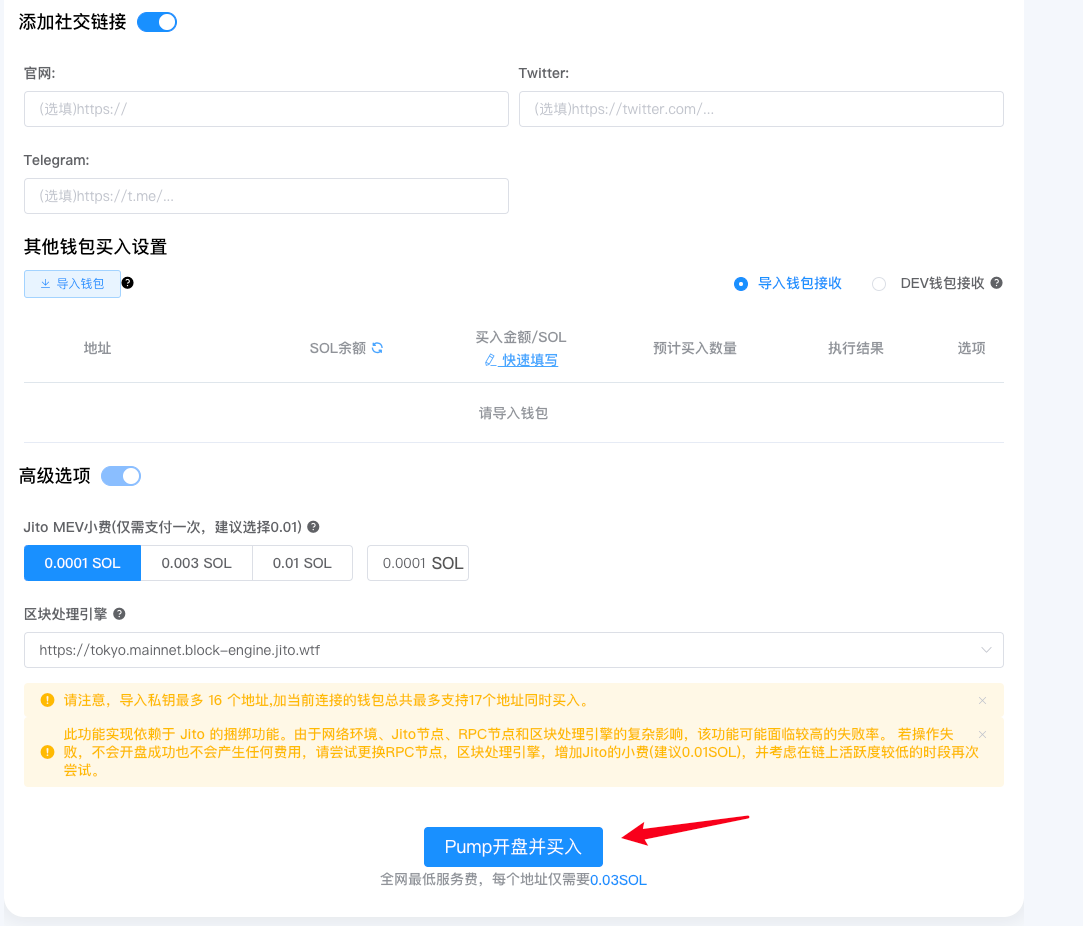 添加社交链接
官网:
Twitter:
(选填)https://
(选填)https://twitter.com/...
Telegram:
(选填)https://t.me/...
其他钱包买入设置
导入钱包
导入钱包接收
DEV钱包接收
地址
SOL余额
买入金额/SOL
快速填写
预计买入数量
执行结果
选项
请导入钱包
高级选项
Jito MEV小费(仅需支付一次，建议选择0.01)
0.0001 SOL
0.003 SOL
0.01 SOL
0.0001 SOL
区块处理引擎
https://tokyo.mainnet.block-engine.jito.wtf
请注意，导入私钥最多 16 个地址,加当前连接的钱包总共最多支持17个地址同时买入。
此功能实现依赖于 Jito 的捆绑功能。由于网络环境、Jito节点、RPC节点和区块处理引擎的复杂影响，该功能可能面临较高的失败率。 若操作失
败，不会开盘成功也不会产生任何费用，请尝试更换RPC节点，区块处理引擎，增加Jito的小费(建议0.01SOL)，并考虑在链上活跃度较低的时段再次
尝试。
Pump开盘并买入
全网最低服务费，每个地址仅需要0.03SOL